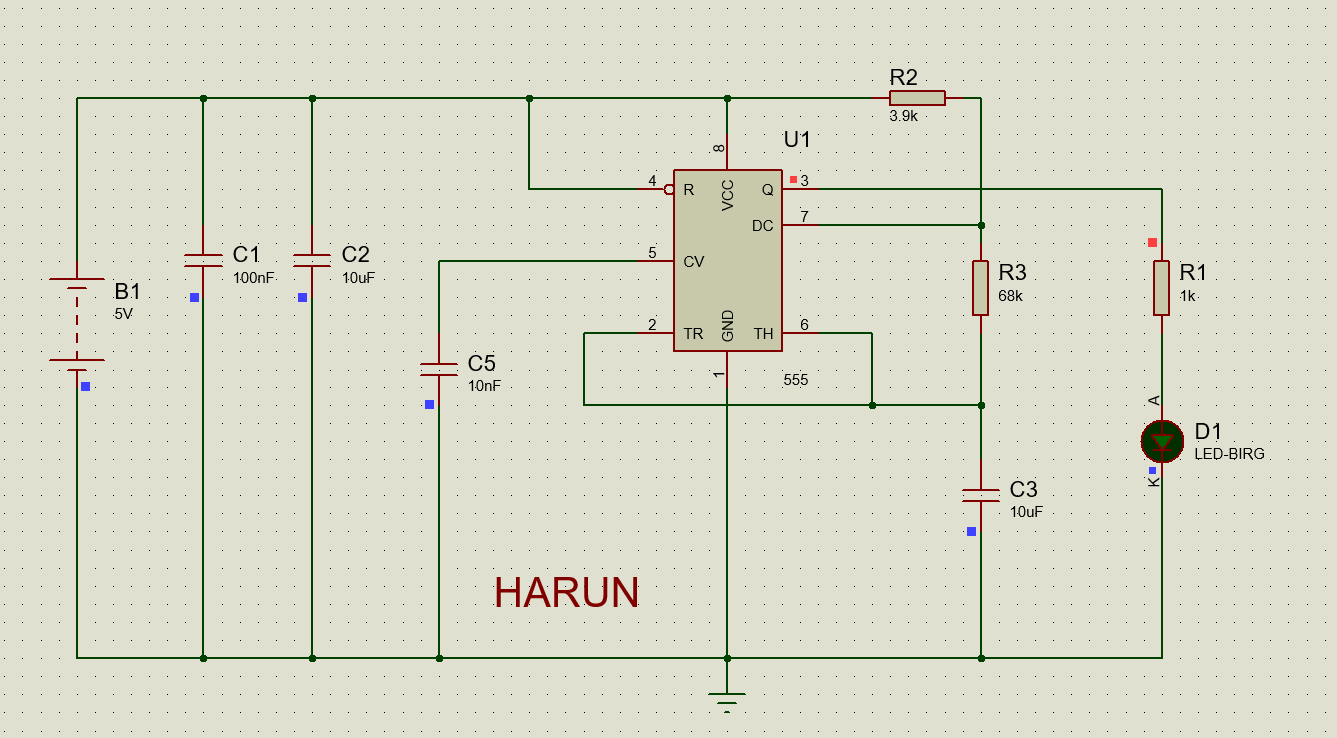 R2
3.9k
U1
8
4
R
VCC
Q
3
DC
7
5
CV
C1
100nF
C2
10uF
B1
5V
R3
68k
R1
1k
2
TR
GND
TH
6
1
555
C5
10nF
A
D1
LED-BIRG
K
C3
10uF
HARUN